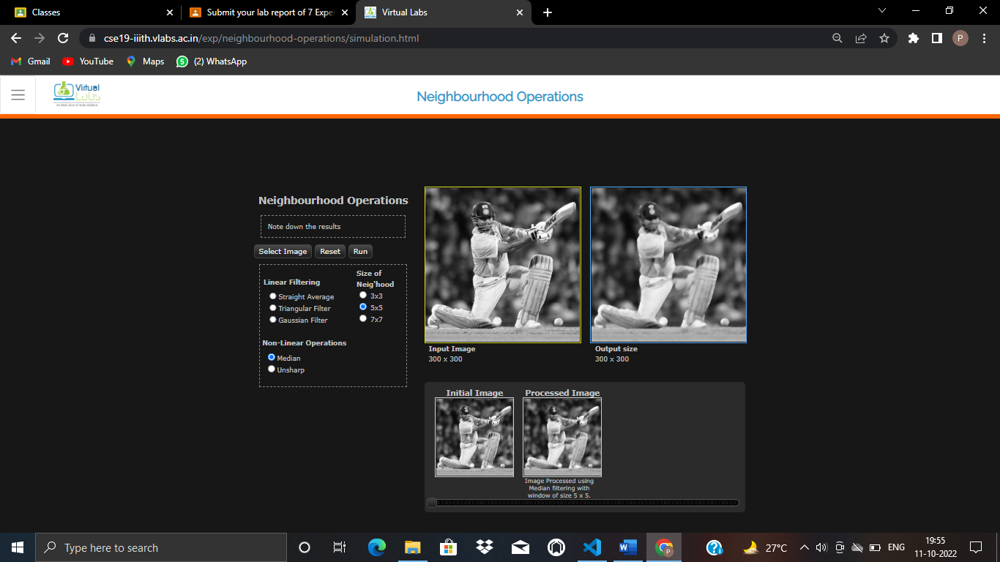 Classes
Submit your lab report of 7 Expe
Virtual Labs
cse19-iiith.vlabs.ac.in/exp/neighbourhood-operations/simulation.html
P
Gmail
YouTube
Maps
5
(2) WhatsApp
Virtual
Labs
Neighbourhood Operations
Neighbourhood Operations
Note down the results
Select Image
Reset
Run
Linear Filtering
Size of
Neig'hood
Straight Average
3x3
Triangular Filter
5x5
Gaussian Filter
7x7
Non-Linear Operations
Median
Unsharp
Input Image
300 x 300
Output size
300 x 300
Initial Image
Processed Image
Image Processed using
Median filtering with
window of size 5 x 5.
Type here to search
P
27°C
ENG
19:55
11-10-2022